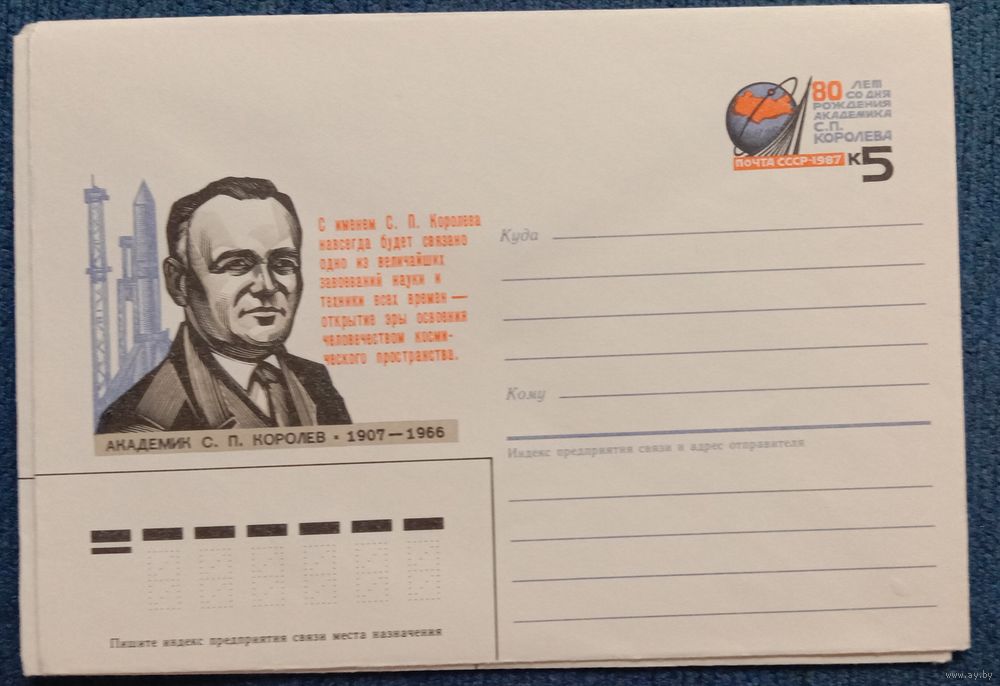 80 ЛЕТ
СО ДНЯ
РОЖДЕНИЯ
АКАДЕМИКА
С.П.
КОРОЛЕВА
ПОЧТА СССР-1987 К5
С именем С. П. Королева
навсегда будет связано
одно из величайших
завоеваний науки и
техники всех времен —
открытие эры освоения
человечеством косми-
ческого пространства.
АКАДЕМИК С. П. КОРОЛЕВ · 1907—1966
Куда
Кому
Индекс предприятия связи и адрес отправителя
Пишите индекс предприятия связи места назначения
www.ay.by